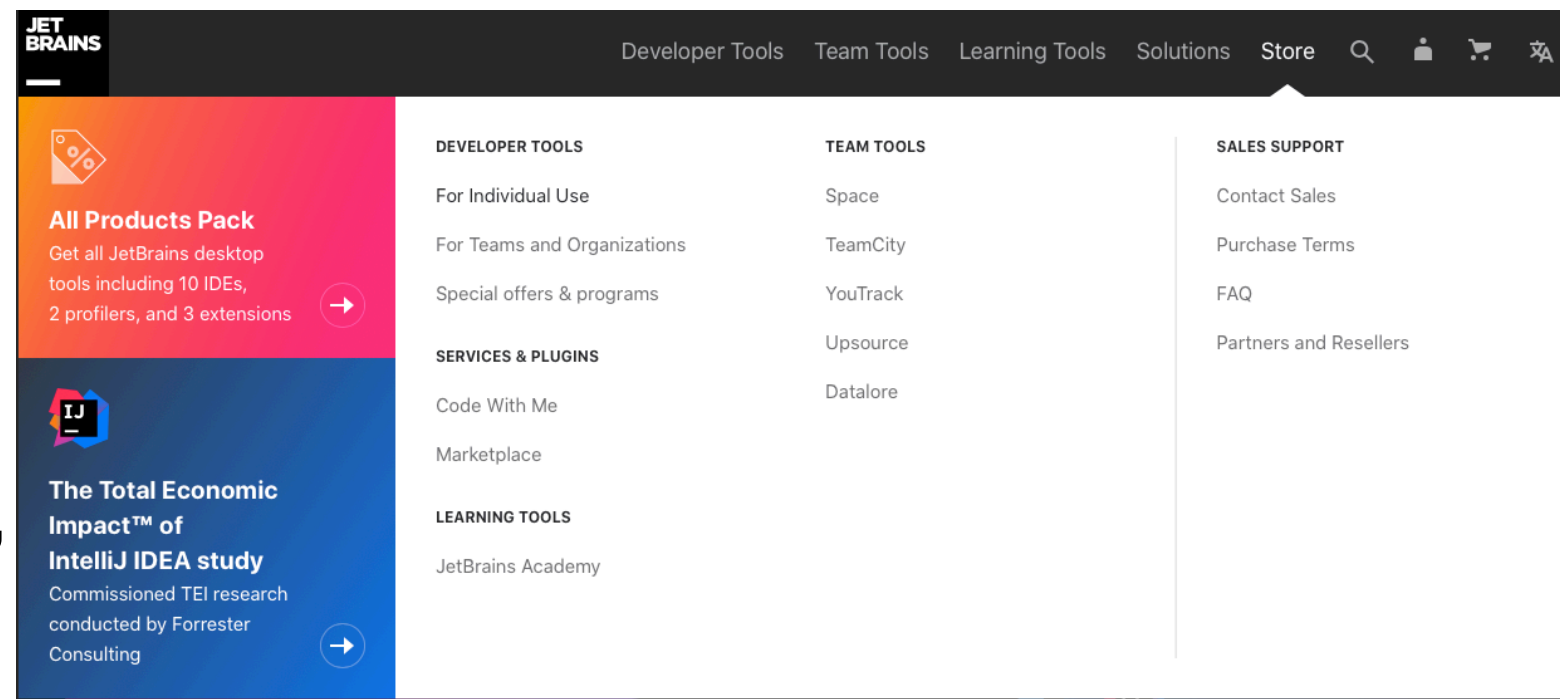 JET
BRAINS
Developer Tools Team Tools Learning Tools Solutions Store
All Products Pack
Get all JetBrains desktop
tools including 10 IDEs,
2 profilers, and 3 extensions
IJ
The Total Economic
Impact™ of
IntelliJ IDEA study
Commissioned TEI research
conducted by Forrester
Consulting
DEVELOPER TOOLS
For Individual Use
For Teams and Organizations
Special offers & programs
SERVICES & PLUGINS
Code With Me
Marketplace
LEARNING TOOLS
JetBrains Academy
TEAM TOOLS
Space
TeamCity
YouTrack
Upsource
Datalore
SALES SUPPORT
Contact Sales
Purchase Terms
FAQ
Partners and Resellers